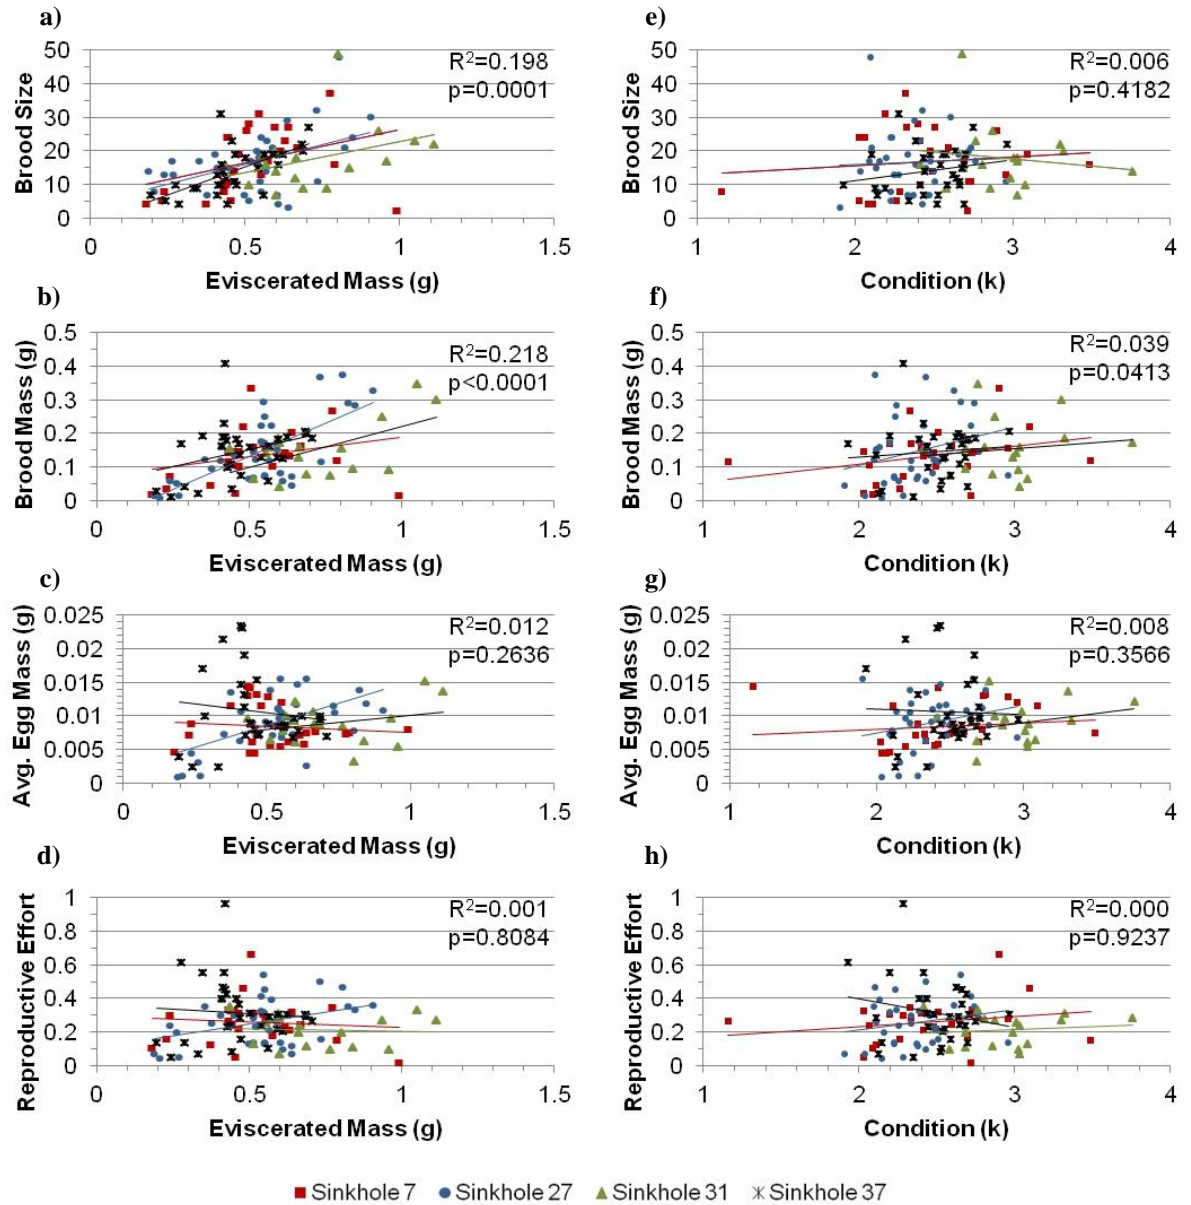 a)
50
40
30
20
10
0
Brood Size
R²=0.198
p=0.0001
0 0.5 1 1.5
Eviscerated Mass (g)
e)
50
40
30
20
10
0
Brood Size
R²=0.006
p=0.4182
1 2 3 4
Condition (k)
b)
0.5
0.4
0.3
0.2
0.1
0
Brood Mass (g)
R²=0.218
p<0.0001
0 0.5 1 1.5
Eviscerated Mass (g)
f)
0.5
0.4
0.3
0.2
0.1
0
Brood Mass (g)
R²=0.039
p=0.0413
1 2 3 4
Condition (k)
c)
0.025
0.02
0.015
0.01
0.005
0
Avg. Egg Mass (g)
R²=0.012
p=0.2636
0 0.5 1 1.5
Eviscerated Mass (g)
g)
0.025
0.02
0.015
0.01
0.005
0
Avg. Egg Mass (g)
R²=0.008
p=0.3566
1 2 3 4
Condition (k)
d)
1
0.8
0.6
0.4
0.2
0
Reproductive Effort
R²=0.001
p=0.8084
0 0.5 1 1.5
Eviscerated Mass (g)
h)
1
0.8
0.6
0.4
0.2
0
Reproductive Effort
R²=0.000
p=0.9237
1 2 3 4
Condition (k)
Sinkhole 7 Sinkhole 27 Sinkhole 31 Sinkhole 37